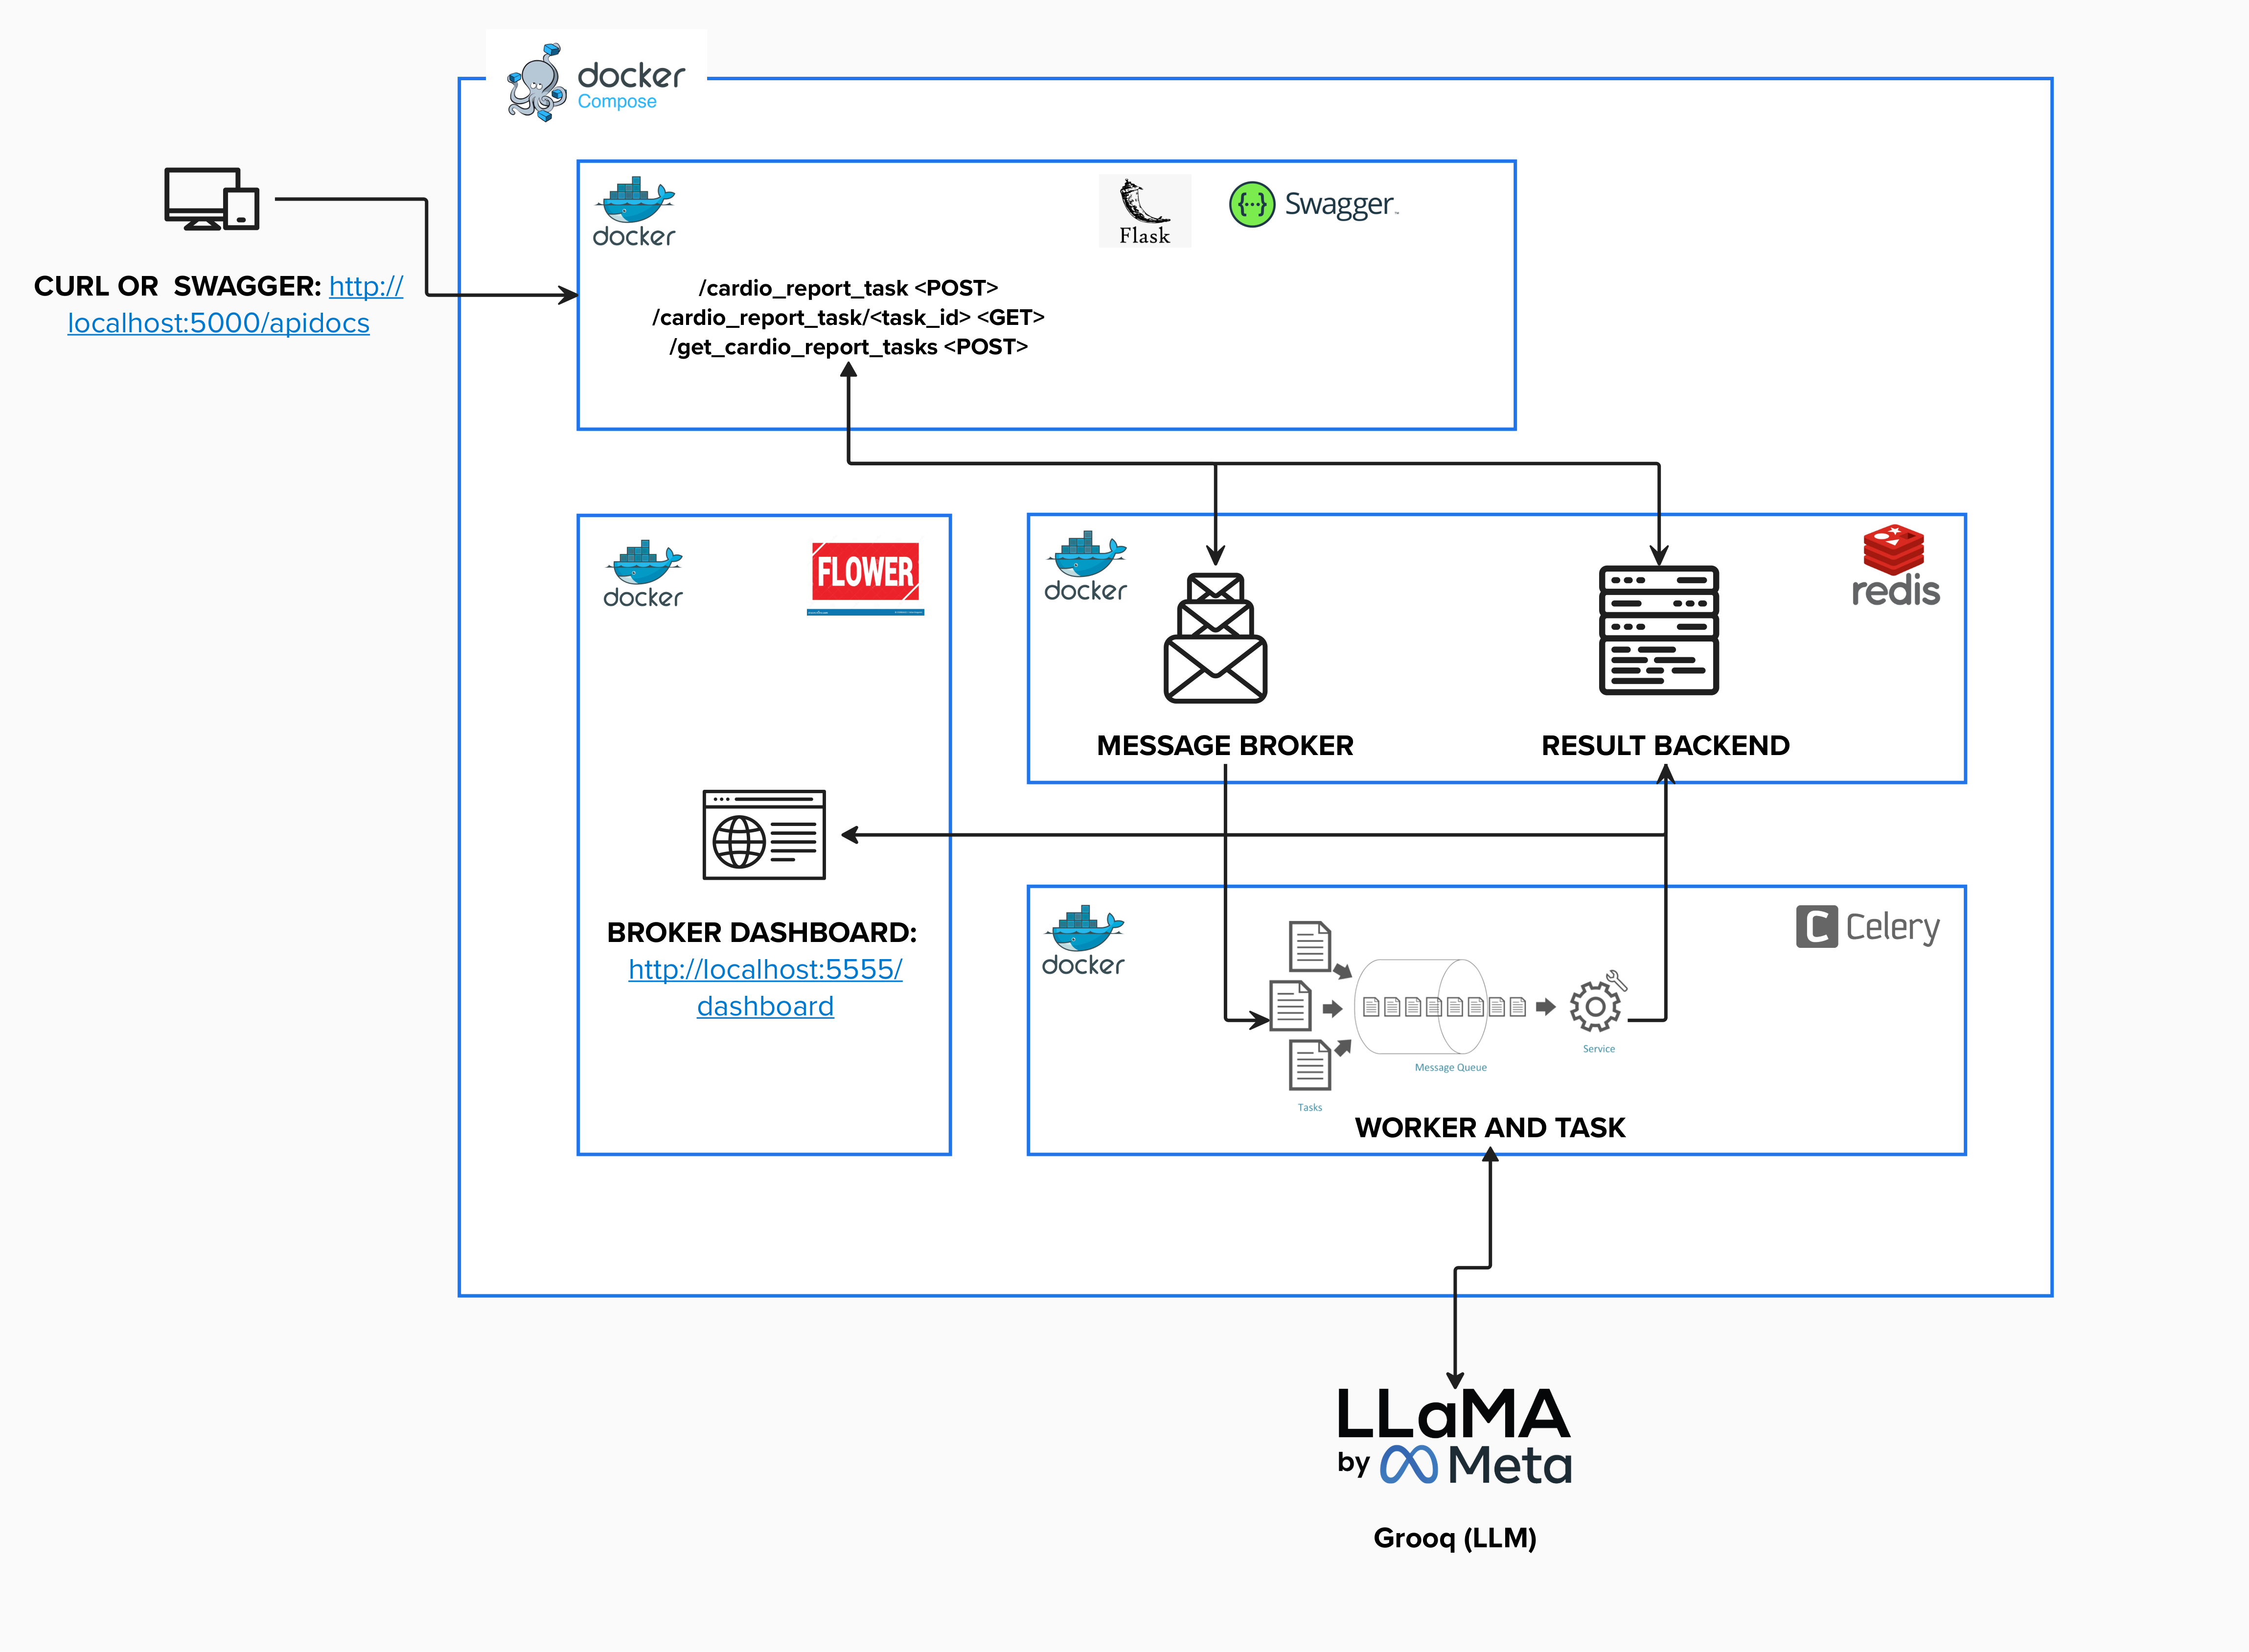 docker
Compose
docker
Flask
Swagger
CURL OR SWAGGER: http://
localhost:5000/apidocs
/cardio_report_task <POST>
/cardio_report_task/<task_id> <GET>
/get_cardio_report_tasks <POST>
docker
FLOWER
docker
redis
MESSAGE BROKER
RESULT BACKEND
BROKER DASHBOARD:
http://localhost:5555/
dashboard
docker
C Celery
Service
Message Queue
Tasks
WORKER AND TASK
LLaMA
by Meta
Grooq (LLM)